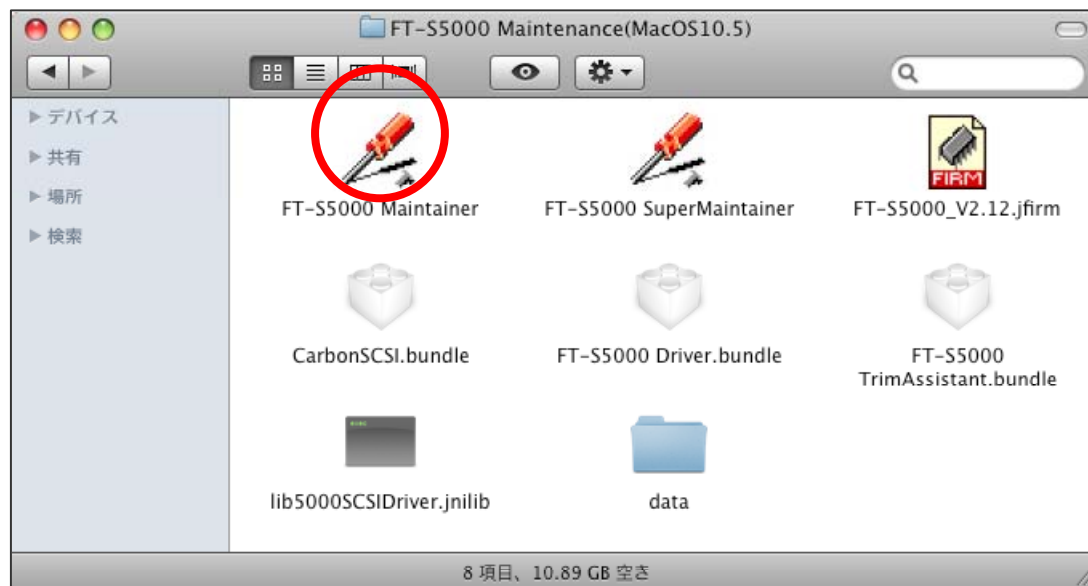 FT-S5000 Maintenance(MacOS10.5)
デバイス
共有
場所
検索
FT-S5000 Maintainer
FT-S5000 SuperMaintainer
FT-S5000_V2.12.jfirm
FIRM
CarbonSCSI.bundle
FT-S5000 Driver.bundle
FT-S5000
TrimAssistant.bundle
lib5000SCSIDriver.jnilib
data
8 項目、10.89 GB 空き